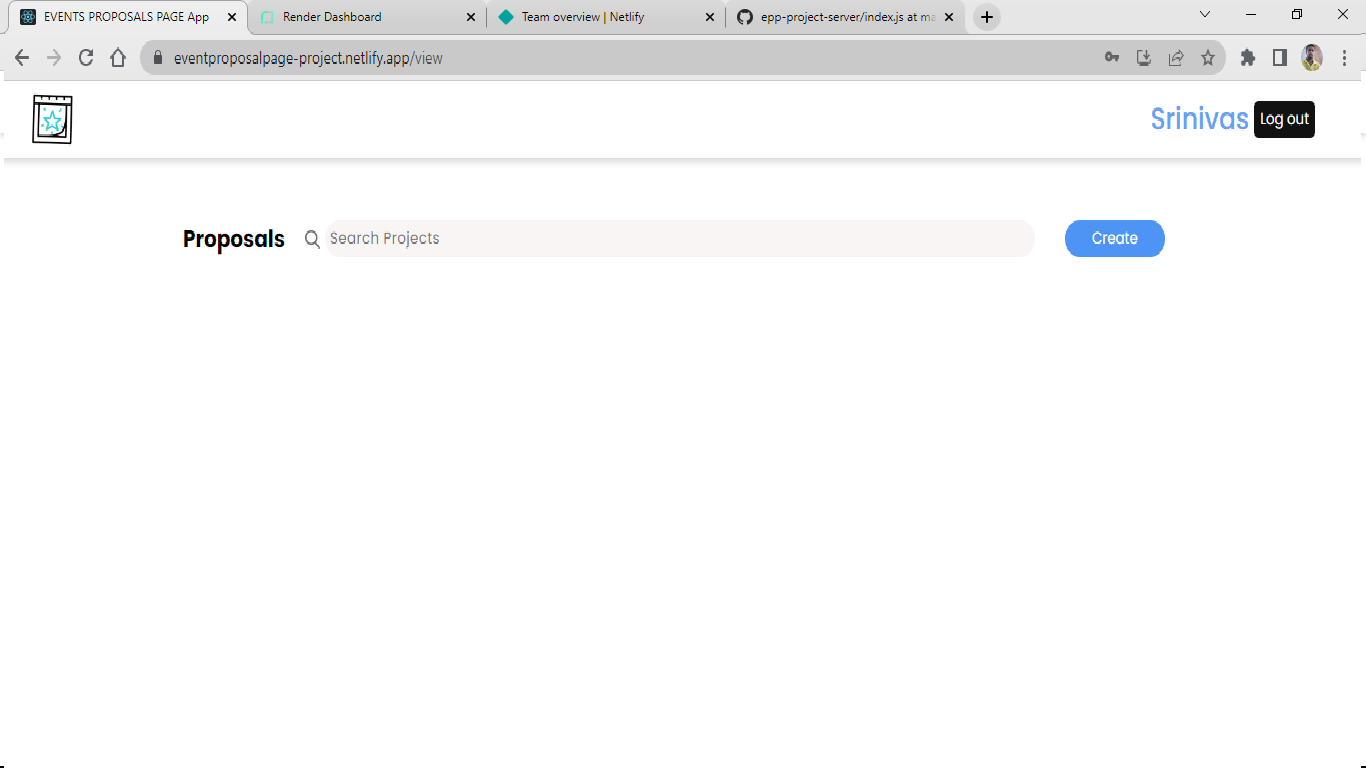 EVENTS PROPOSALS PAGE App
Render Dashboard
Team overview | Netlify
epp-project-server/index.js at ma
eventproposalpage-project.netlify.app/view
Srinivas
Log out
Proposals
Search Projects
Create